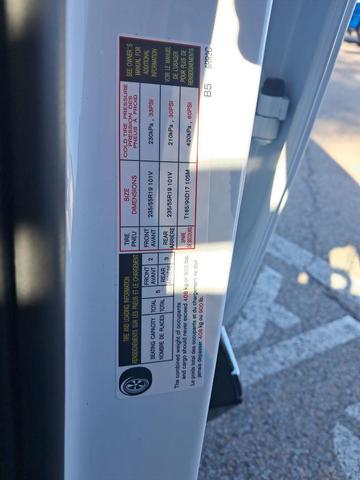 TIRE AND LOADING INFORMATION
RENSEIGNEMENTS SUR LES PNEUS ET LE CHARGEMENT
SEATING CAPACITY TOTAL 5 FRONT 2 REAR 3
NOMBRE DE PLACES TOTAL AVANT ARRIÈRE
The combined weight of occupants
and cargo should never exceed 408 kg or 900 lbs.
Le poids total des occupants et du chargement ne doit
jamais dépasser 408 kg ou 900 lb.
TIRE SIZE COLD TIRE PRESSURE SEE OWNER'S
PNEU DIMENSIONS PRESSION DES MANUAL FOR
PNEUS À FROID ADDITIONAL
INFORMATION
FRONT 235/55R19 101V 230kPa, 33PSI
AVANT
REAR 235/55R19 101V 210kPa, 30PSI VOIR LE MANUEL
ARRIÈRE DE L'USAGER
POUR PLUS DE
RENSEIGNEMENTS
SPARE T165/90D17 105M 420kPa, 60PSI
DE SECOURS
B5